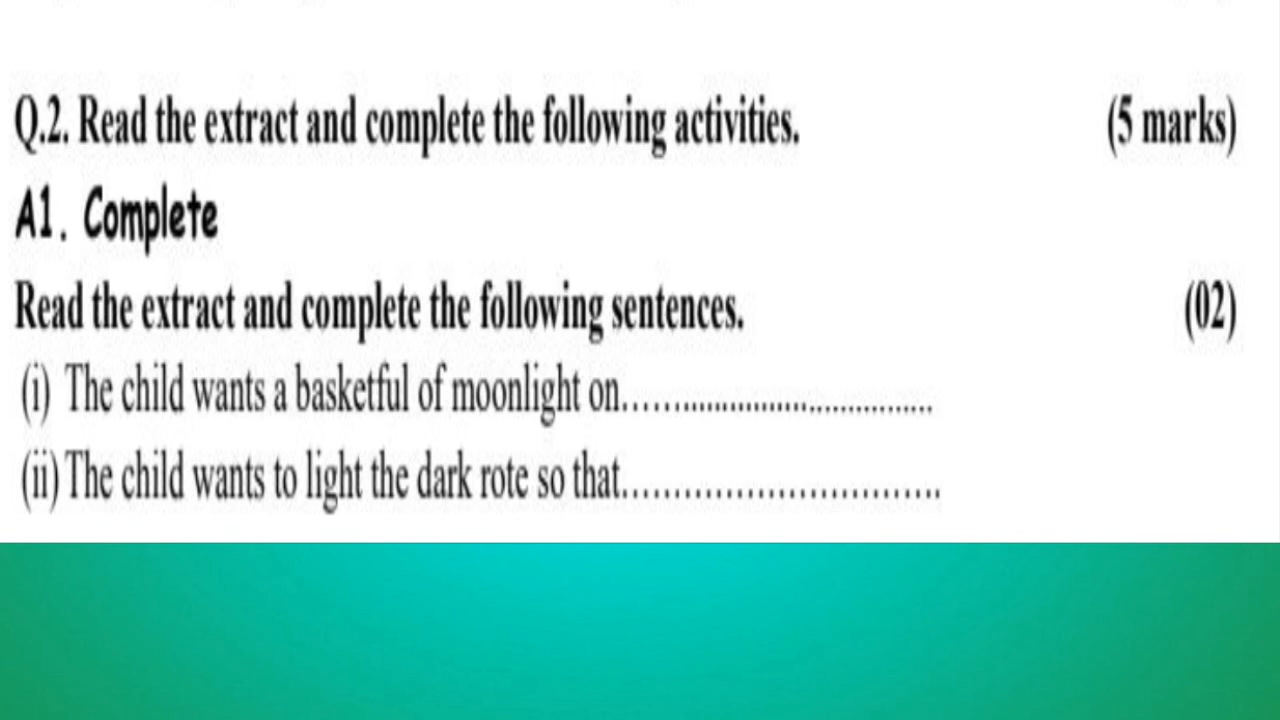 Q.2. Read the extract and complete the following activities. (5 marks)
A1. Complete
Read the extract and complete the following sentences. (02)
(i) The child wants a basketful of moonlight on................................
(ii) The child wants to light the dark rote so that................................